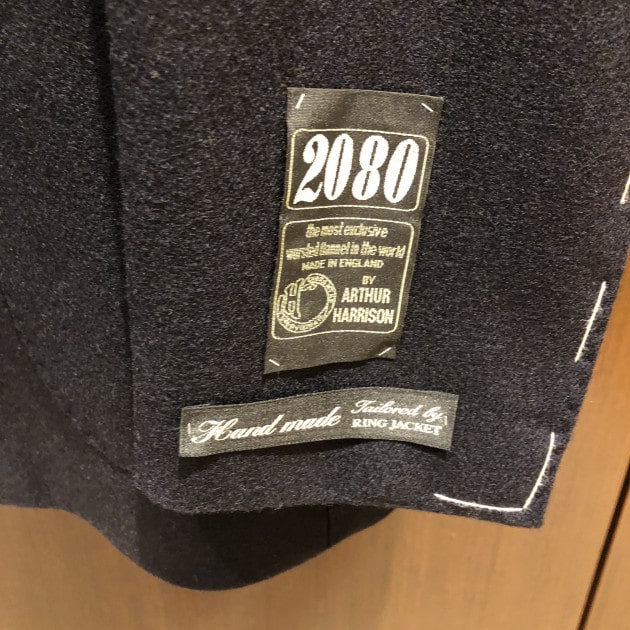 2080
the most exclusive
worsted flannel in the world
MADE IN ENGLAND
BY
ARTHUR
HARRISON
Hand made Tailored by
RING JACKET